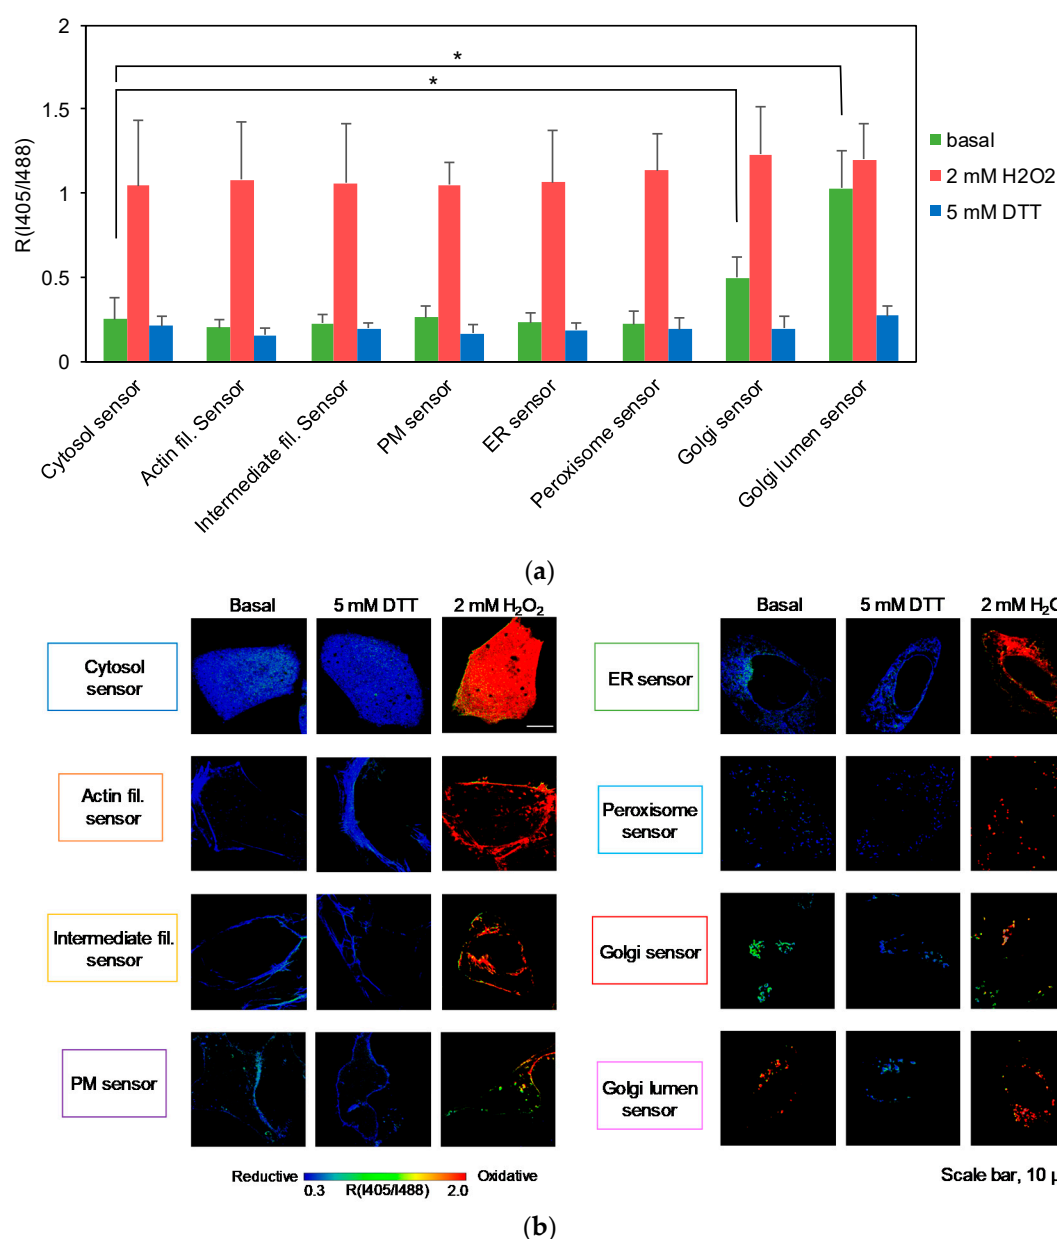 (a)
2
1.5
1
0.5
0
R(I405/I488)
*
*
basal
2 mM H2O2
5 mM DTT
Cytosol sensor
Actin fil. Sensor
Intermediate fil. Sensor
PM sensor
ER sensor
Peroxisome sensor
Golgi sensor
Golgi lumen sensor
(a)
Basal 5 mM DTT 2 mM H₂O₂
Cytosol
sensor
Actin fil.
sensor
Intermediate fil.
sensor
PM sensor
Basal 5 mM DTT 2 mM H₂O
ER sensor
Peroxisome
sensor
Golgi sensor
Golgi lumen
sensor
Reductive Oxidative
0.3 R(I405/I488) 2.0
Scale bar, 10 µ
(b)